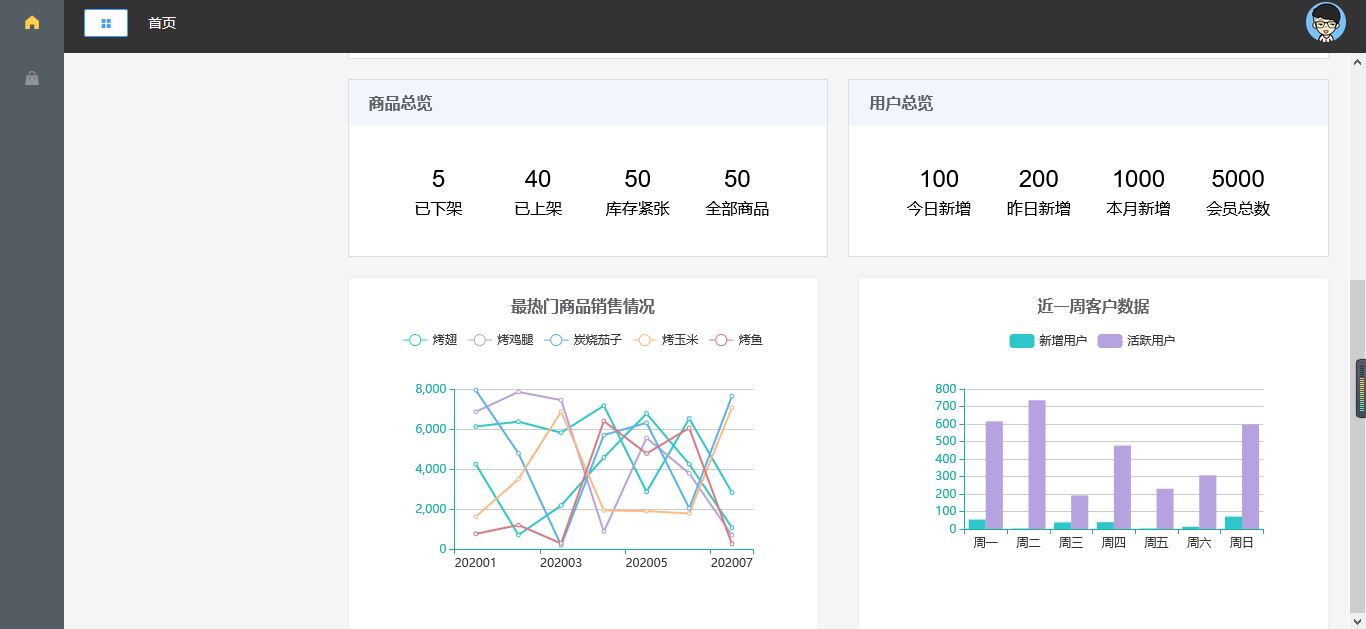 首页
商品总览
5 40 50 50
已下架 已上架 库存紧张 全部商品
用户总览
100 200 1000 5000
今日新增 昨日新增 本月新增 会员总数
最热门商品销售情况
烤翅 烤鸡腿 炭烧茄子 烤玉米 烤鱼
8,000
6,000
4,000
2,000
0
202001 202003 202005 202007
近一周客户数据
新增用户 活跃用户
800
700
600
500
400
300
200
100
0
周一 周二 周三 周四 周五 周六 周日